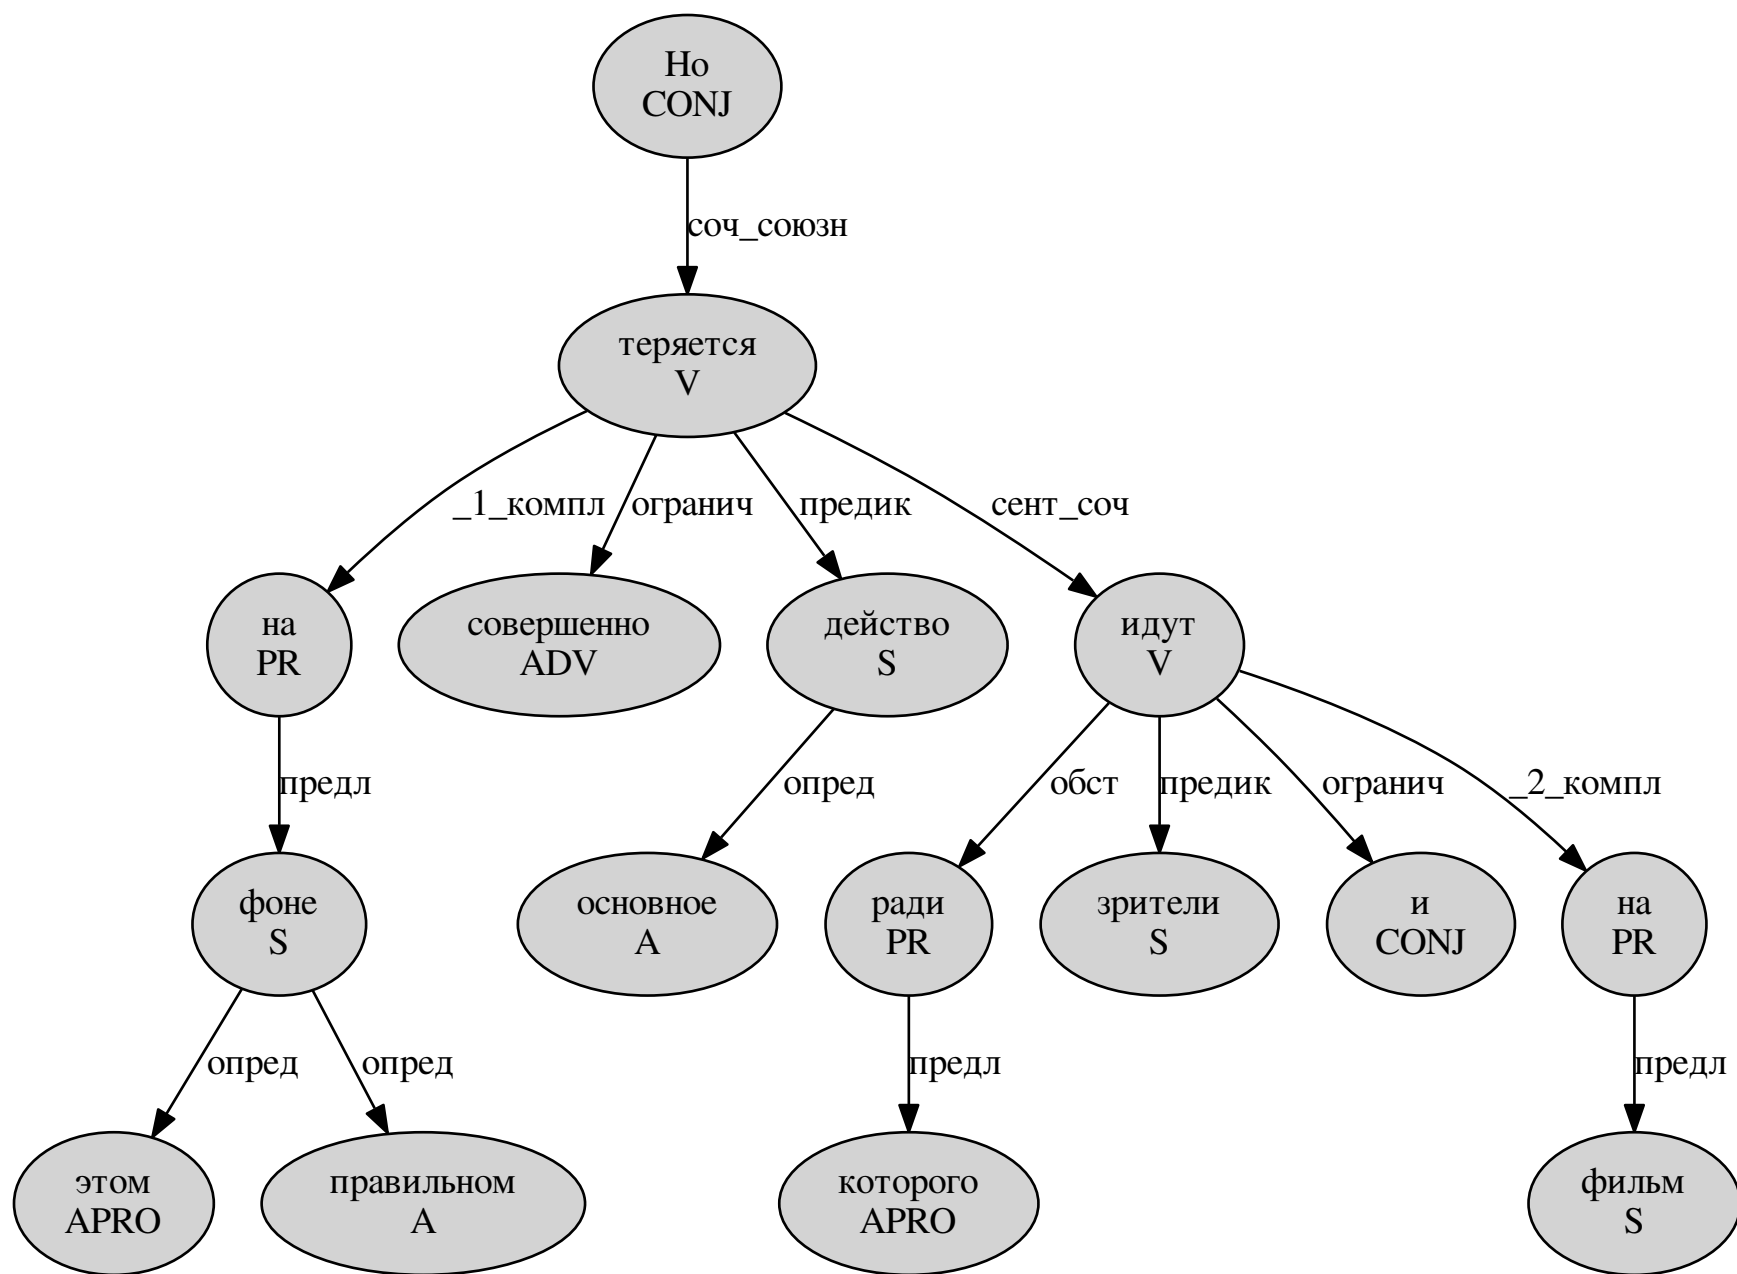 Но
CONJ
соч_союзн
теряется
V
_1_компл
огранич
предик
сент_соч
на
PR
совершенно
ADV
действо
S
идут
V
предл
опред
обст
предик
огранич
_2_компл
фоне
S
основное
A
ради
PR
зрители
S
и
CONJ
на
PR
опред
опред
предл
предл
этом
APRO
правильном
A
которого
APRO
фильм
S